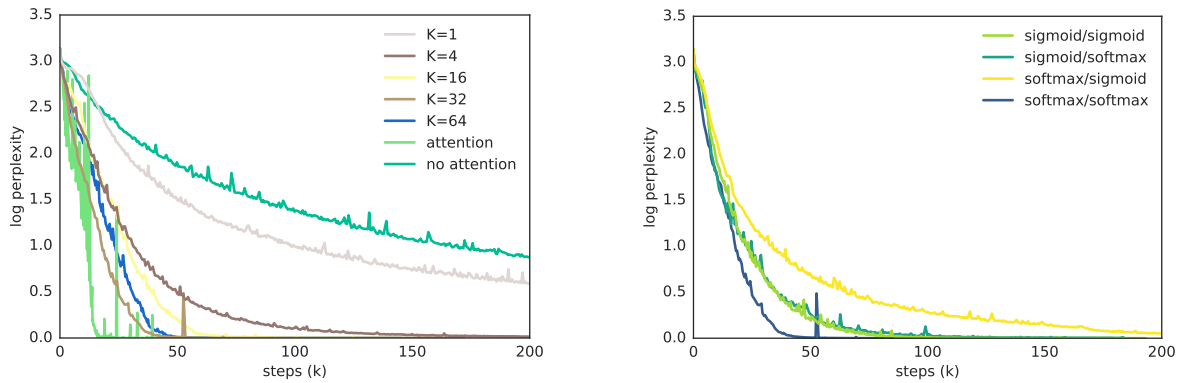 3.5
3.0
2.5
2.0
1.5
1.0
0.5
0.0
log perplexity
0
50
100
150
200
steps (k)
K=1
K=4
K=16
K=32
K=64
attention
no attention
3.5
3.0
2.5
2.0
1.5
1.0
0.5
0.0
log perplexity
0
50
100
150
200
steps (k)
sigmoid/sigmoid
sigmoid/softmax
softmax/sigmoid
softmax/softmax